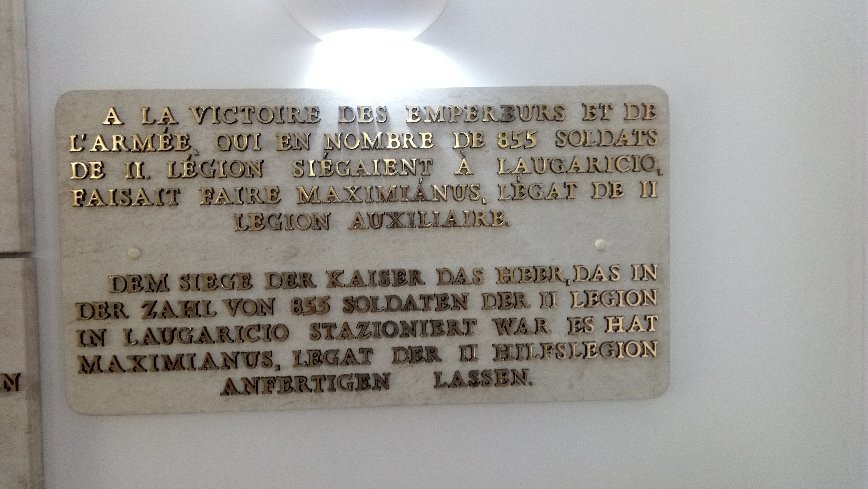 A LA VICTOIRE DES EMPEREURS ET DE
L'ARMÉE, QUI EN NOMBRE DE 855 SOLDATS
DE II. LÉGION SIÉGAIENT À LAUGARICIO,
FAISAIT FAIRE MAXIMIANUS, LÉGAT DE II
LEGION AUXILIAIRE.
DEM SIEGE DER KAISER DAS HEER, DAS IN
DER ZAHL VON 855 SOLDATEN DER II LEGION
IN LAUGARICIO STAZIONIERT WAR ES HAT
MAXIMIANUS, LEGAT DER II HILFSLEGION
ANFERTIGEN LASSEN.
N